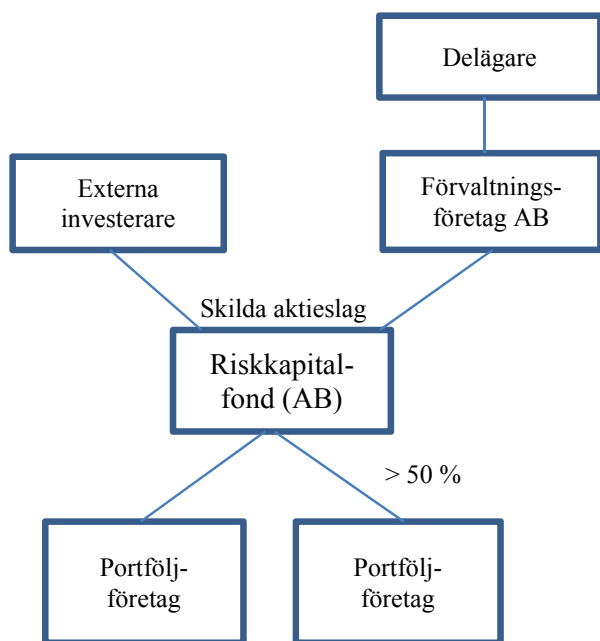 Delägare
Externa
investerare
Förvaltnings-
företag AB
Skilda aktieslag
Riskkapital-
fond (AB)
> 50 %
Portfölj-
företag
Portfölj-
företag